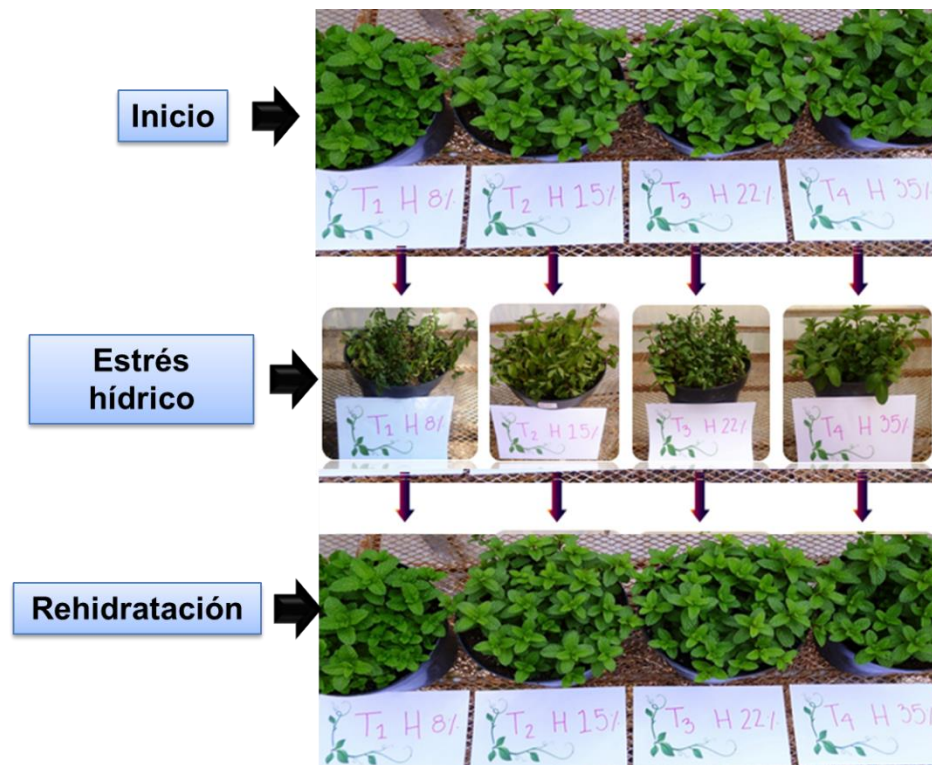 Inicio
T1 H 8%
T2 H 15%
T3 H 22%
T4 H 35%
Estrés
hídrico
T1 H 8%
T2 H 15%
T3 H 22%
T4 H 35%
Rehidratación
T1 H 8%
T2 H 15%
T3 H 22%
T4 H 35%